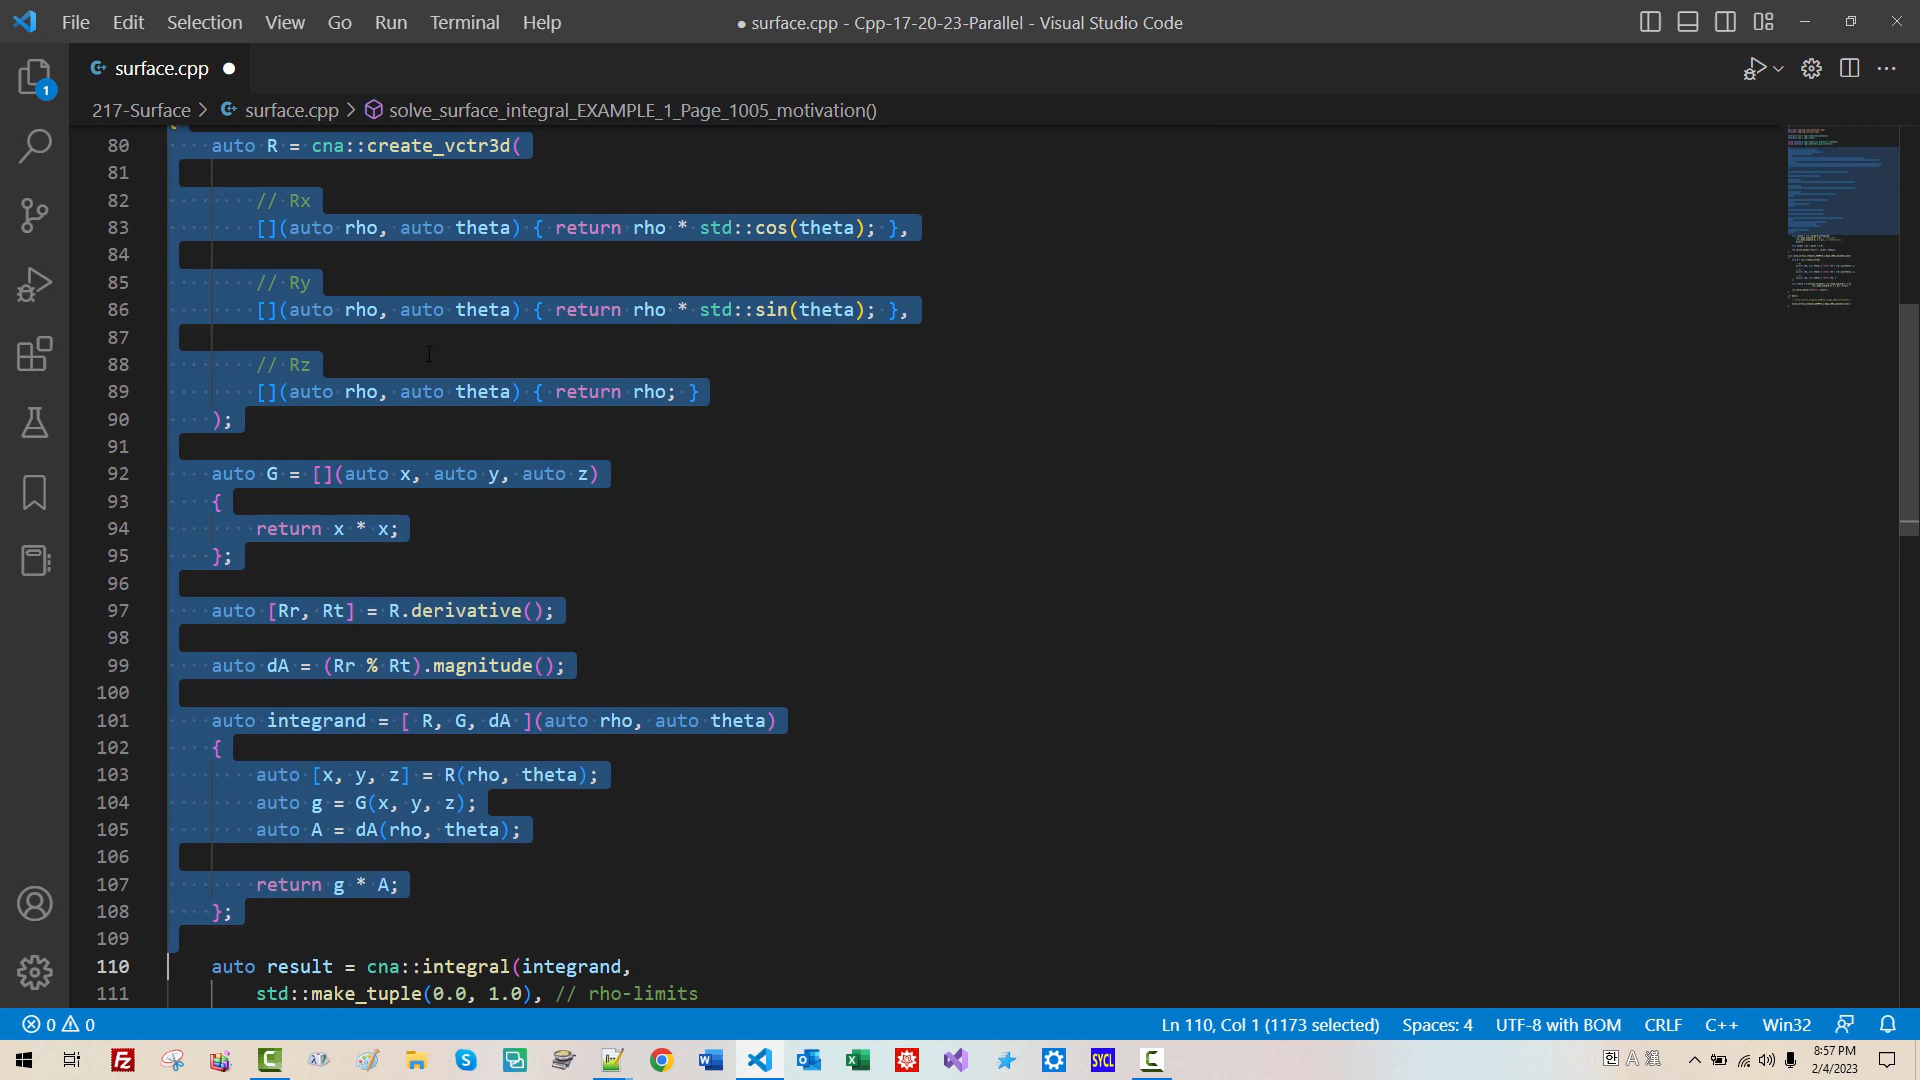 File Edit Selection View Go Run Terminal Help
● surface.cpp - Cpp-17-20-23-Parallel - Visual Studio Code
surface.cpp ●
217-Surface > surface.cpp > solve_surface_integral_EXAMPLE_1_Page_1005_motivation()
1
80 auto R = cna::create_vctr3d(
81
82 // Rx
83 [](auto rho, auto theta) { return rho * std::cos(theta); },
84
85 // Ry
86 [](auto rho, auto theta) { return rho * std::sin(theta); },
87
88 // Rz
89 [](auto rho, auto theta) { return rho; }
90 );
91
92 auto G = [](auto x, auto y, auto z)
93 {
94 return x * x;
95 };
96
97 auto [Rr, Rt] = R.derivative();
98
99 auto dA = (Rr % Rt).magnitude();
100
101 auto integrand = [ R, G, dA ](auto rho, auto theta)
102 {
103 auto [x, y, z] = R(rho, theta);
104 auto g = G(x, y, z);
105 auto A = dA(rho, theta);
106
107 return g * A;
108 };
109
110 auto result = cna::integral(integrand,
111 std::make_tuple(0.0, 1.0), // rho-limits
0 0 Ln 110, Col 1 (1173 selected) Spaces: 4 UTF-8 with BOM CRLF C++ Win32
SYCL 한 A 漢 8:57 PM
2/4/2023